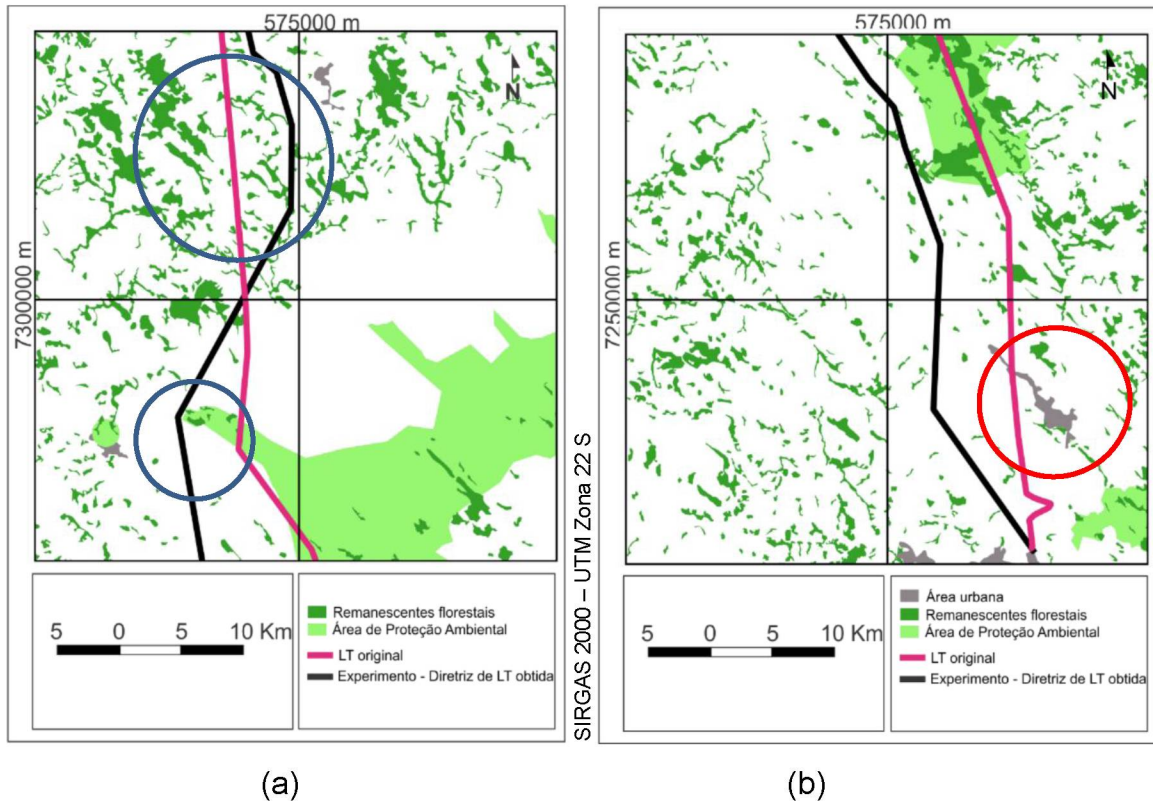 575000 m
N
7300000 m
5 0 5 10 Km
Remanescentes florestais
Área de Proteção Ambiental
LT original
Experimento - Diretriz de LT obtida
(a)
SIRGAS 2000 – UTM Zona 22 S
575000 m
N
7250000 m
5 0 5 10 Km
Área urbana
Remanescentes florestais
Área de Proteção Ambiental
LT original
Experimento - Diretriz de LT obtida
(b)